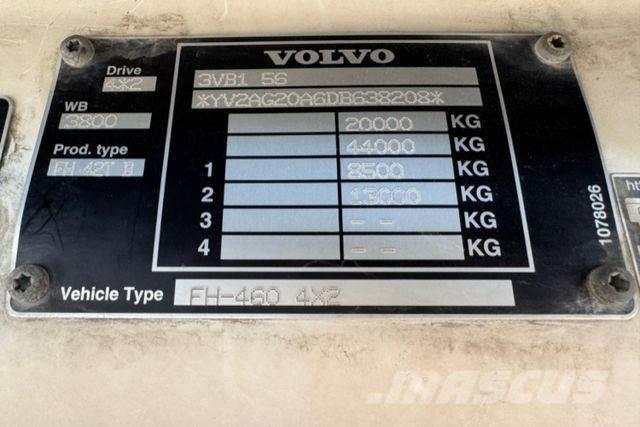 VOLVO
Drive
4X2
3VB1 56
*YV2AG20A6DB638208*
WB
3800
20000 KG
44000 KG
Prod. type
FH 42T B
1 8500 KG
2 13000 KG
3 - - KG
4 - - KG
1078026
Vehicle Type FH-460 4X2
htt
MASCUS